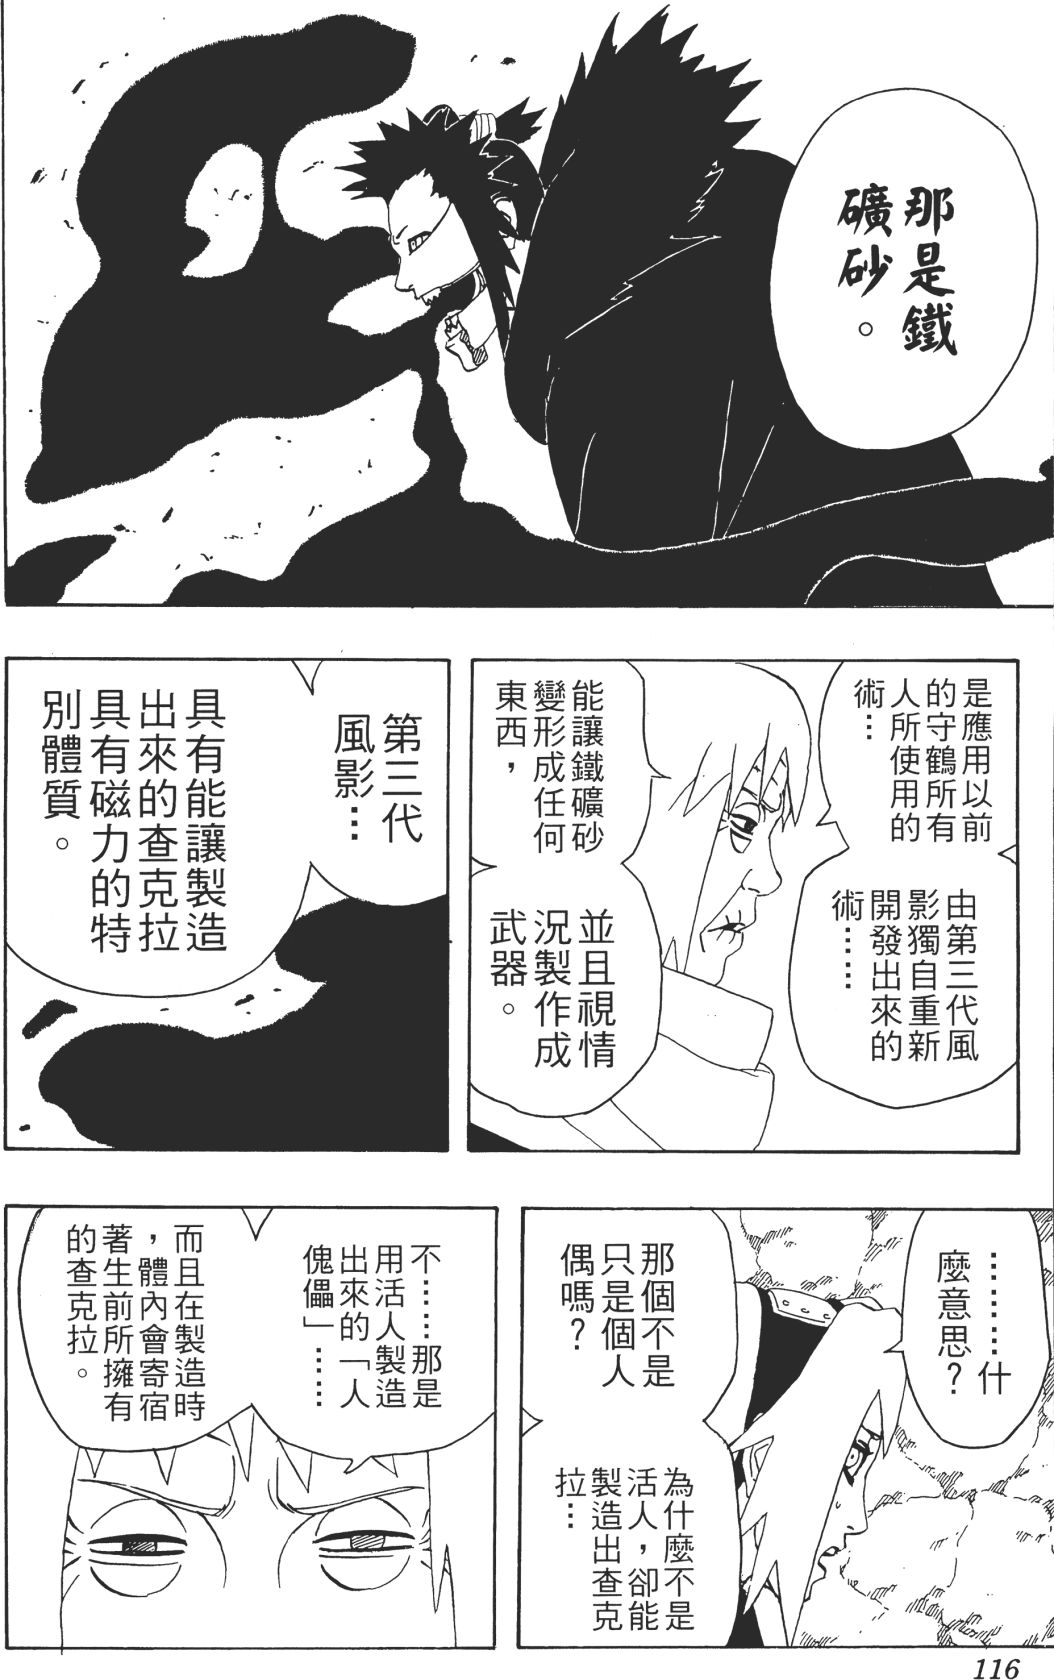 那是鐵
礦砂。
是應用以前
的守鶴所有
人所使用的
術…
由第三代風
影獨自重新
開發出來的
術……
能讓鐵礦砂
變形成任何
東西，
並且視情
況製作成
武器。
第三代
風影…
具有能讓製造
出來的查克拉
具有磁力的特
別體質。
………什
麼意思？
那個不是
只是個人
偶嗎？
為什麼不是
活人，卻能
製造出查克
拉…
不……那是
用活人製造
出來的「人
傀儡」……
而且在製造時
，體內會寄宿
著生前所擁有
的查克拉。
116